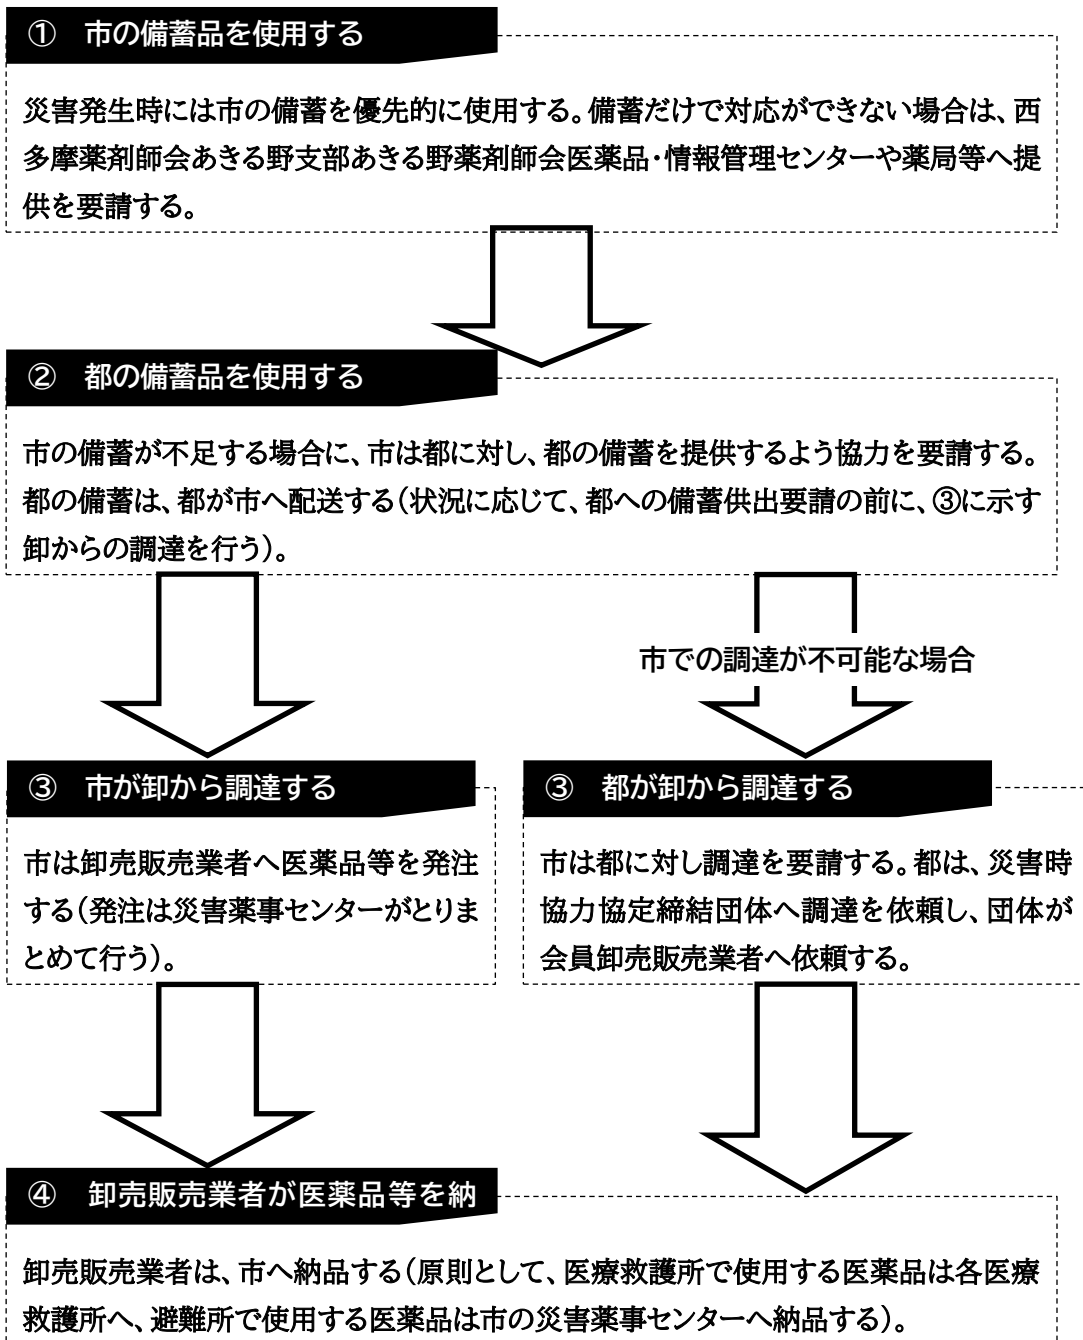 ① 市の備蓄品を使用する
災害発生時には市の備蓄を優先的に使用する。備蓄だけで対応ができない場合は、西
多摩薬剤師会あきる野支部あきる野薬剤師会医薬品・情報管理センターや薬局等へ提
供を要請する。
② 都の備蓄品を使用する
市の備蓄が不足する場合に、市は都に対し、都の備蓄を提供するよう協力を要請する。
都の備蓄は、都が市へ配送する（状況に応じて、都への備蓄供出要請の前に、③に示す
卸からの調達を行う）。
市での調達が不可能な場合
③ 市が卸から調達する
市は卸売販売業者へ医薬品等を発注
する（発注は災害薬事センターがとりま
とめて行う）。
③ 都が卸から調達する
市は都に対し調達を要請する。都は、災害時
協力協定締結団体へ調達を依頼し、団体が
会員卸売販売業者へ依頼する。
④ 卸売販売業者が医薬品等を納
卸売販売業者は、市へ納品する（原則として、医療救護所で使用する医薬品は各医療
救護所へ、避難所で使用する医薬品は市の災害薬事センターへ納品する）。